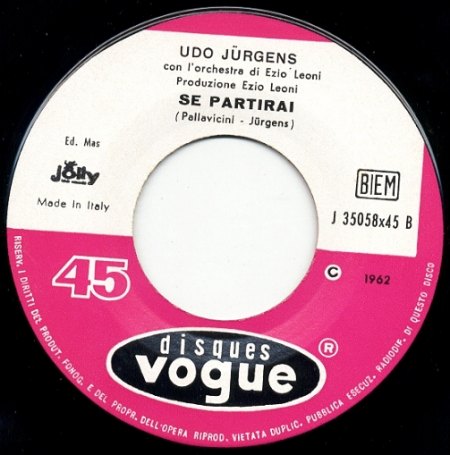 UDO JÜRGENS
con l'orchestra di Ezio Leoni
Produzione Ezio Leoni
SE PARTIRAI
(Pallavicini - Jürgens)
Ed. Mas
Jolly
Made in Italy
BIEM
J 35058x45 B
45
© 1962
disques
vogue ®
RISERV. I DIRITTI DEL PRODUT. FONOG. E DEL PROPR. DELL'OPERA RIPROD. VIETATA DUPLIC. PUBBLICA ESECUZ. RADIODIF. DI QUESTO DISCO